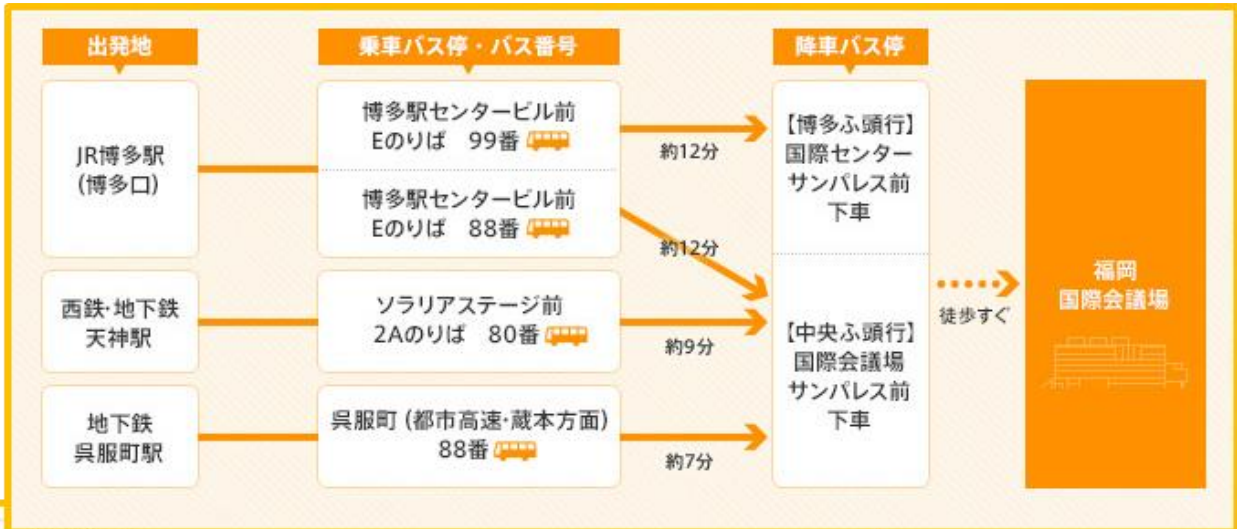 出発地
乗車バス停・バス番号
降車バス停
JR博多駅
(博多口)
博多駅センタービル前
Eのりば 99番
約12分
博多駅センタービル前
Eのりば 88番
約12分
【博多ふ頭行】
国際センター
サンパレス前
下車
西鉄・地下鉄
天神駅
ソラリアステージ前
2Aのりば 80番
約9分
地下鉄
呉服町駅
呉服町 (都市高速・蔵本方面)
88番
約7分
【中央ふ頭行】
国際会議場
サンパレス前
下車
徒歩すぐ
福岡
国際会議場